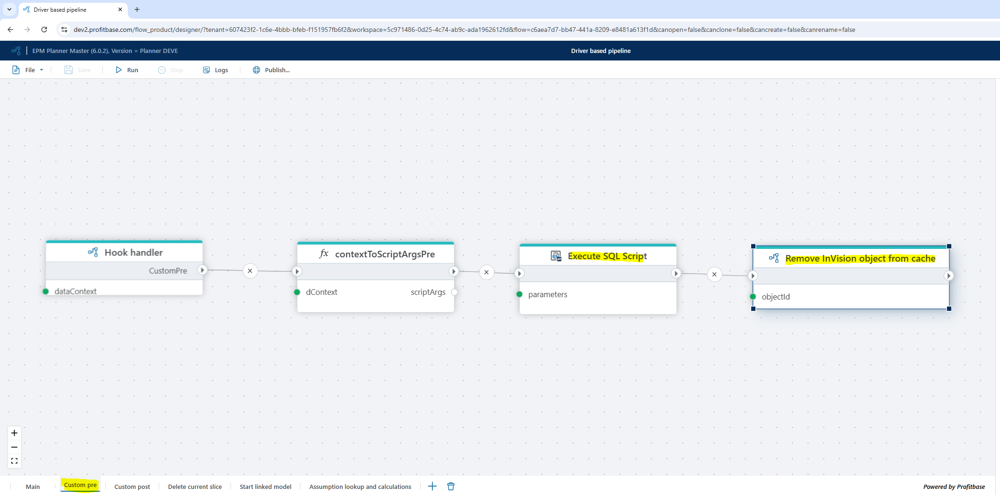 Driver based pipeline
dev2.profitbase.com/flow_product/designer/?tenant=607423f2-1c6e-4bbb-bfeb-f151957fb6f2&workspace=5c971486-0d25-4c74-ab9c-ada1962612fd&flow=c6aea7d7-bb47-441a-8209-e8481a613f1d&canopen=false&canclone=false&cancreate=false&canrename=false
EPM Planner Master (6.0.2), Version = Planner DEVE
Driver based pipeline
File
Save
Run
Stop
Logs
Publish...
Hook handler
CustomPre
dataContext
fx contextToScriptArgsPre
dContext
scriptArgs
Execute SQL Script
parameters
Remove InVision object from cache
objectId
Main
Custom pre
Custom post
Delete current slice
Start linked model
Assumption lookup and calculations
Powered by Profitbase